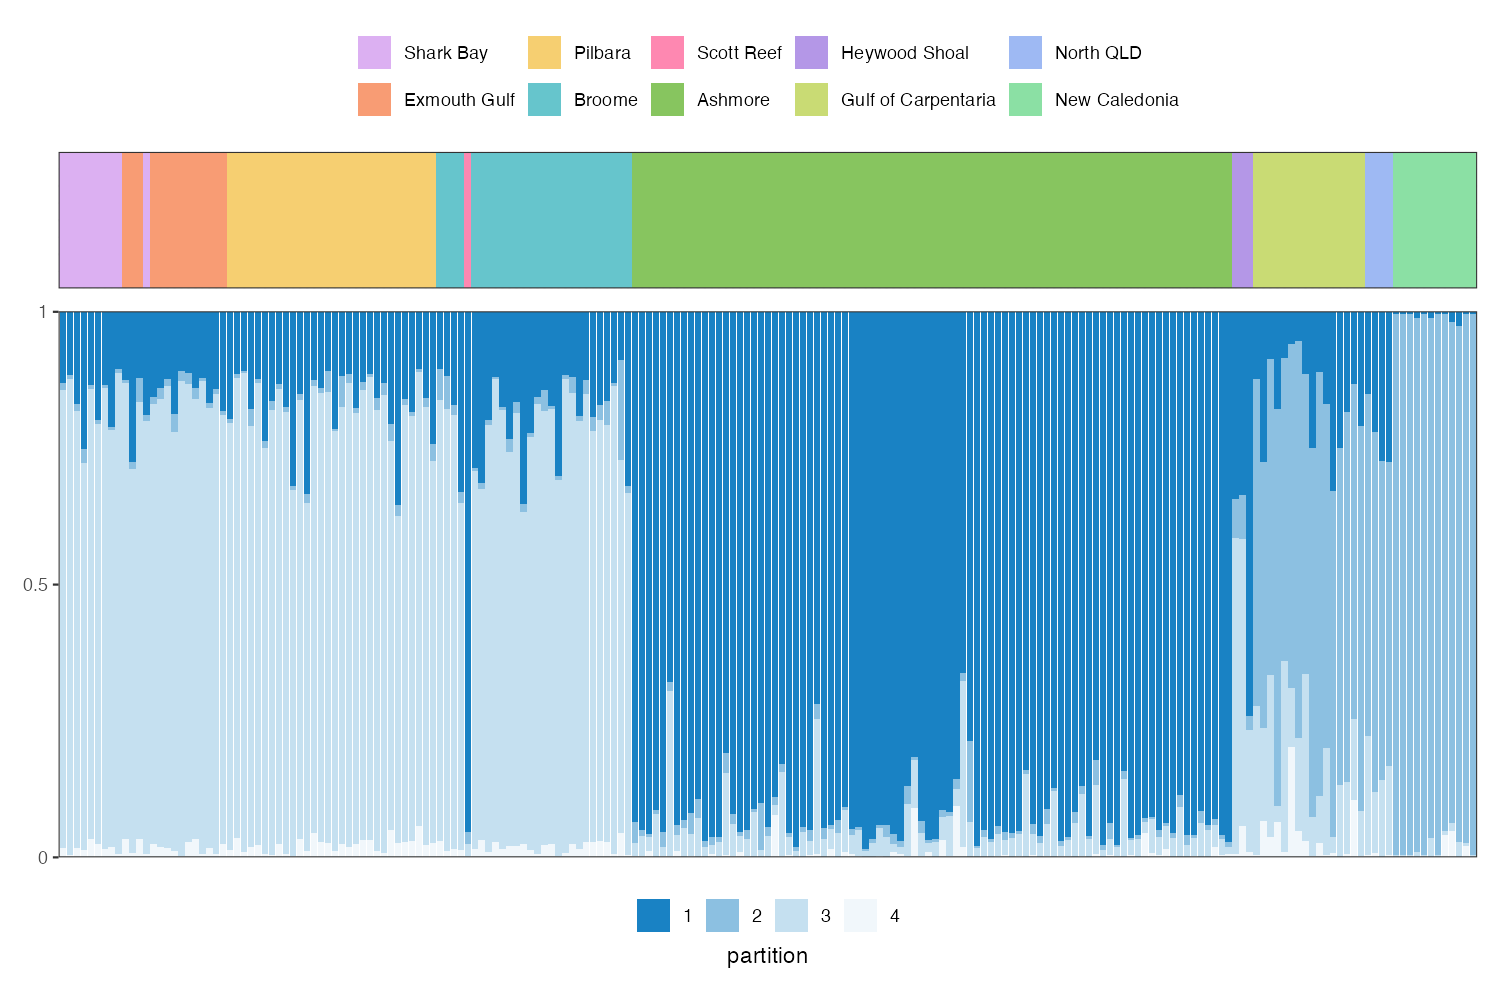 Shark Bay Pilbara Scott Reef Heywood Shoal North QLD
Exmouth Gulf Broome Ashmore Gulf of Carpentaria New Caledonia
1
0.5
0
1 2 3 4
partition